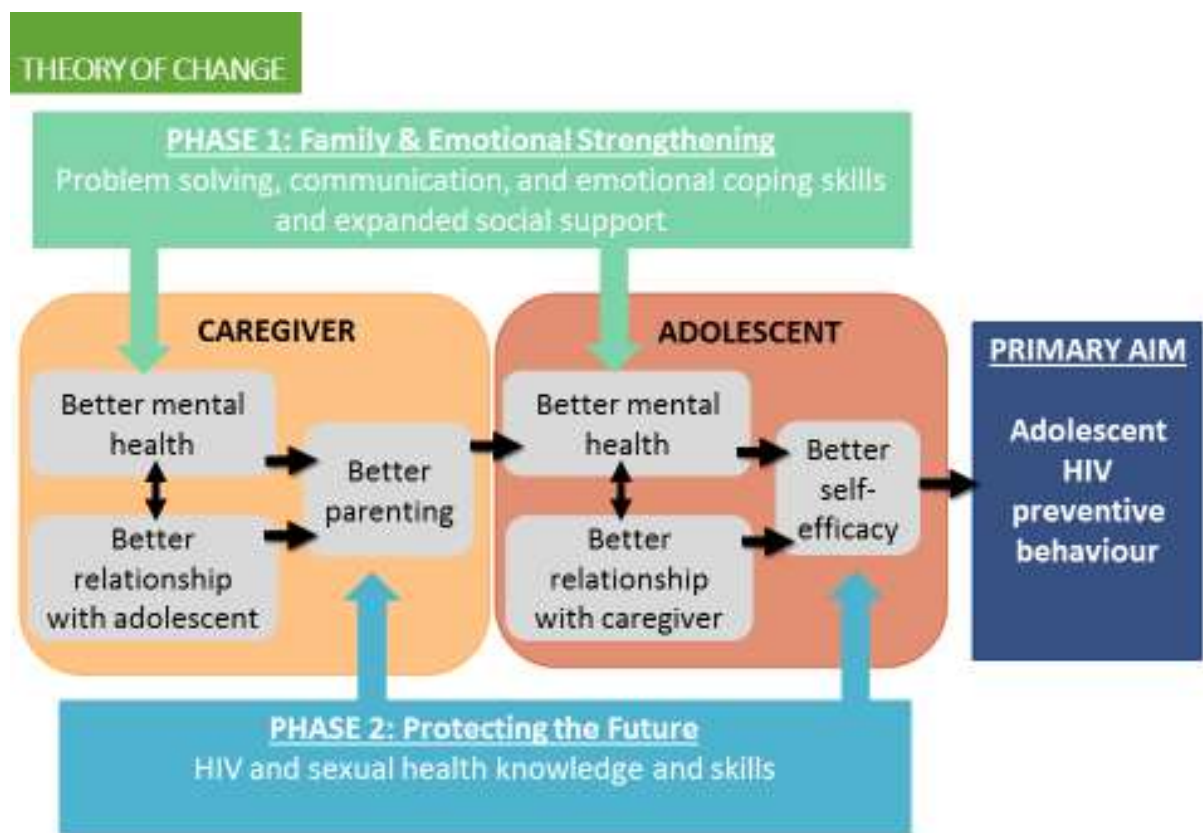 THEORY OF CHANGE
PHASE 1: Family & Emotional Strengthening
Problem solving, communication, and emotional coping skills
and expanded social support
CAREGIVER
Better mental
health
Better
relationship
with adolescent
Better
parenting
ADOLESCENT
Better mental
health
Better
relationship
with caregiver
Better
self-
efficacy
PRIMARY AIM
Adolescent
HIV
preventive
behaviour
PHASE 2: Protecting the Future
HIV and sexual health knowledge and skills